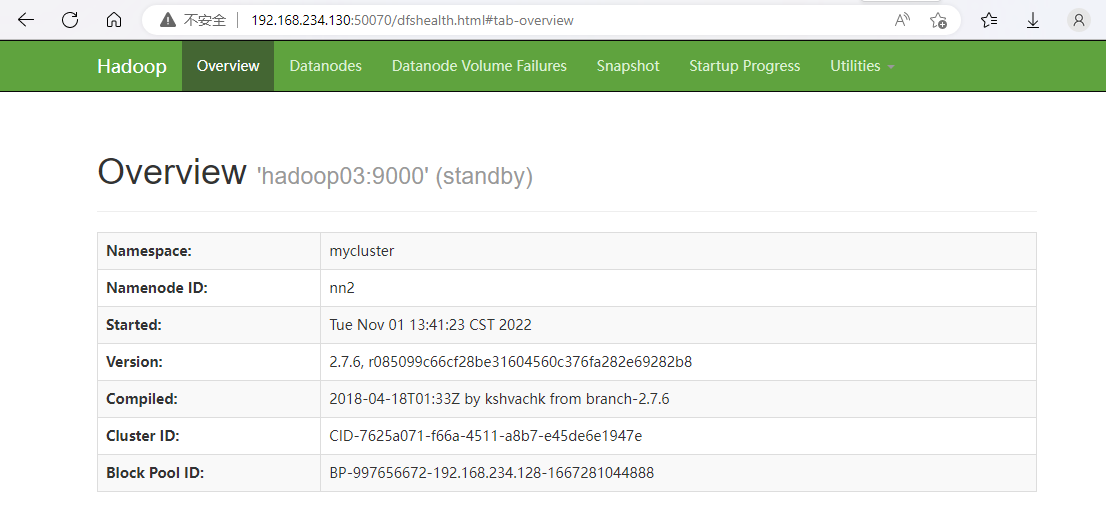 不安全 192.168.234.130:50070/dfshealth.html#tab-overview
Hadoop Overview Datanodes Datanode Volume Failures Snapshot Startup Progress Utilities
Overview 'hadoop03:9000' (standby)
Namespace: mycluster
Namenode ID: nn2
Started: Tue Nov 01 13:41:23 CST 2022
Version: 2.7.6, r085099c66cf28be31604560c376fa282e69282b8
Compiled: 2018-04-18T01:33Z by kshvachk from branch-2.7.6
Cluster ID: CID-7625a071-f66a-4511-a8b7-e45de6e1947e
Block Pool ID: BP-997656672-192.168.234.128-1667281044888